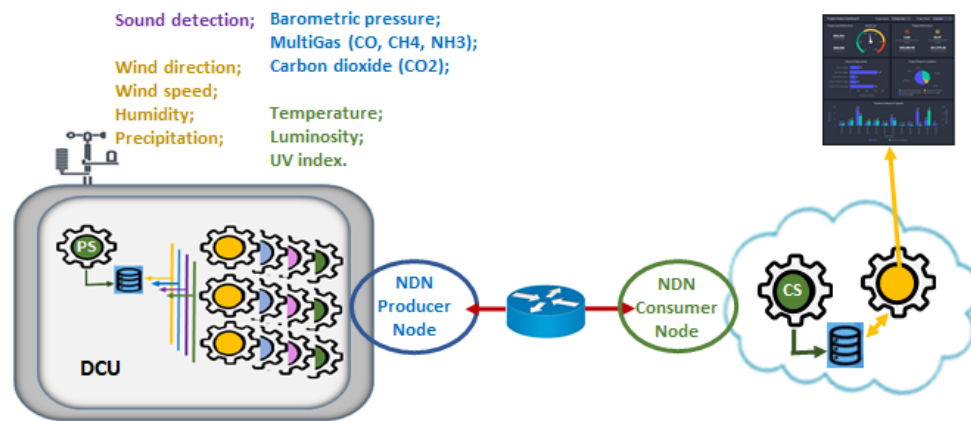 Sound detection;
Barometric pressure;
MultiGas (CO, CH4, NH3);
Carbon dioxide (CO2);
Wind direction;
Wind speed;
Humidity;
Precipitation;
Temperature;
Luminosity;
UV index.
PS
DCU
NDN
Producer
Node
NDN
Consumer
Node
CS